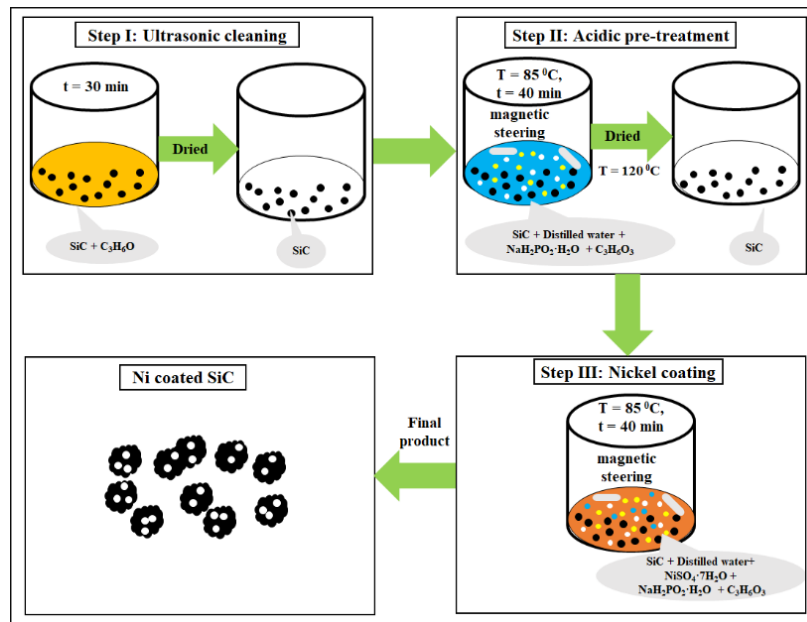 Step I: Ultrasonic cleaning
t = 30 min
Dried
SiC + C₃H₆O
SiC
Step II: Acidic pre-treatment
T = 85 ⁰C,
t = 40 min
magnetic
steering
Dried
T = 120 ⁰C
SiC + Distilled water +
NaH₂PO₂·H₂O + C₃H₆O₃
SiC
Step III: Nickel coating
T = 85 ⁰C,
t = 40 min
magnetic
steering
SiC + Distilled water+
NiSO₄·7H₂O +
NaH₂PO₂·H₂O + C₃H₆O₃
Final
product
Ni coated SiC